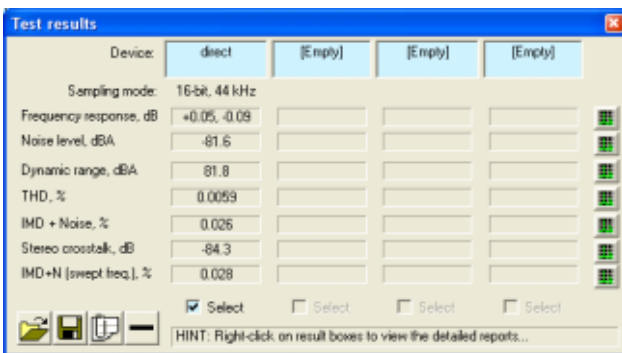 Test results
Device: direct [Empty] [Empty] [Empty]
Sampling mode: 16-bit, 44 kHz
Frequency response, dB +0.05, -0.09
Noise level, dBA -81.6
Dynamic range, dBA 81.8
THD, % 0.0059
IMD + Noise, % 0.026
Stereo crosstalk, dB -84.3
IMD+N (swept freq.), % 0.028
Select Select Select Select
HINT: Right-click on result boxes to view the detailed reports...